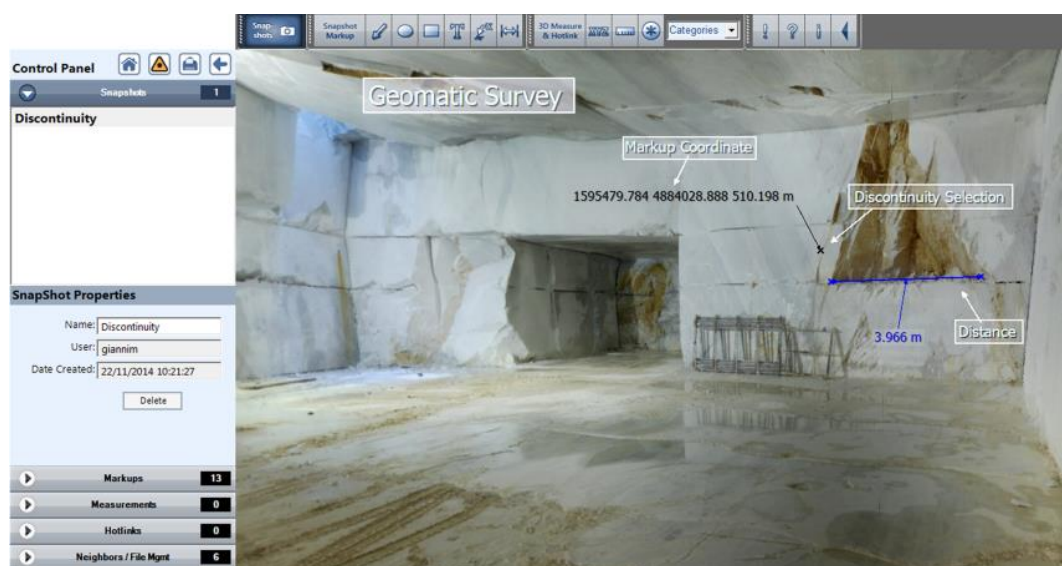 Snap-
shots
Snapshot
Markup
3D Measure
& Hotlink
Categories
Control Panel
Snapshots 1
Discontinuity
SnapShot Properties
Name: Discontinuity
User: giannim
Date Created: 22/11/2014 10:21:27
Delete
Markups 13
Measurements 0
Hotlinks 0
Neighbors / File Mgmt 6
Geomatic Survey
Markup Coordinate
1595479.784 4884028.888 510.198 m
Discontinuity Selection
3.966 m
Distance